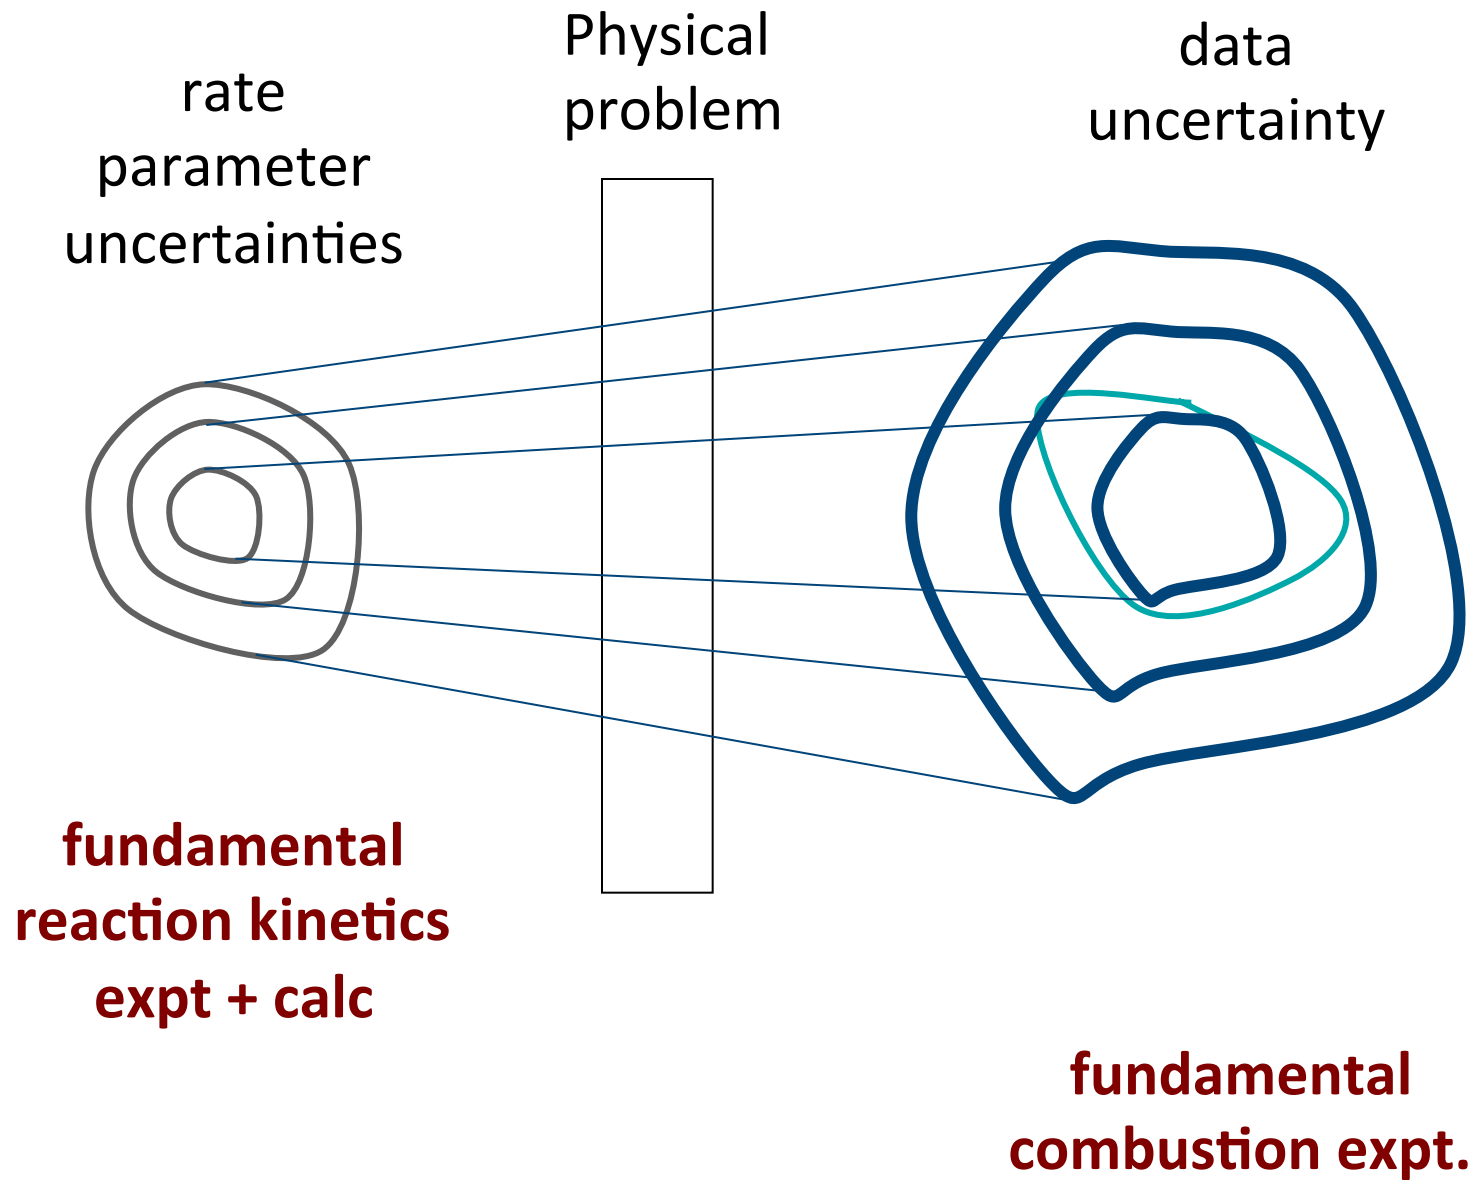 rate
parameter
uncertainties
Physical
problem
data
uncertainty
fundamental
reaction kinetics
expt + calc
fundamental
combustion expt.